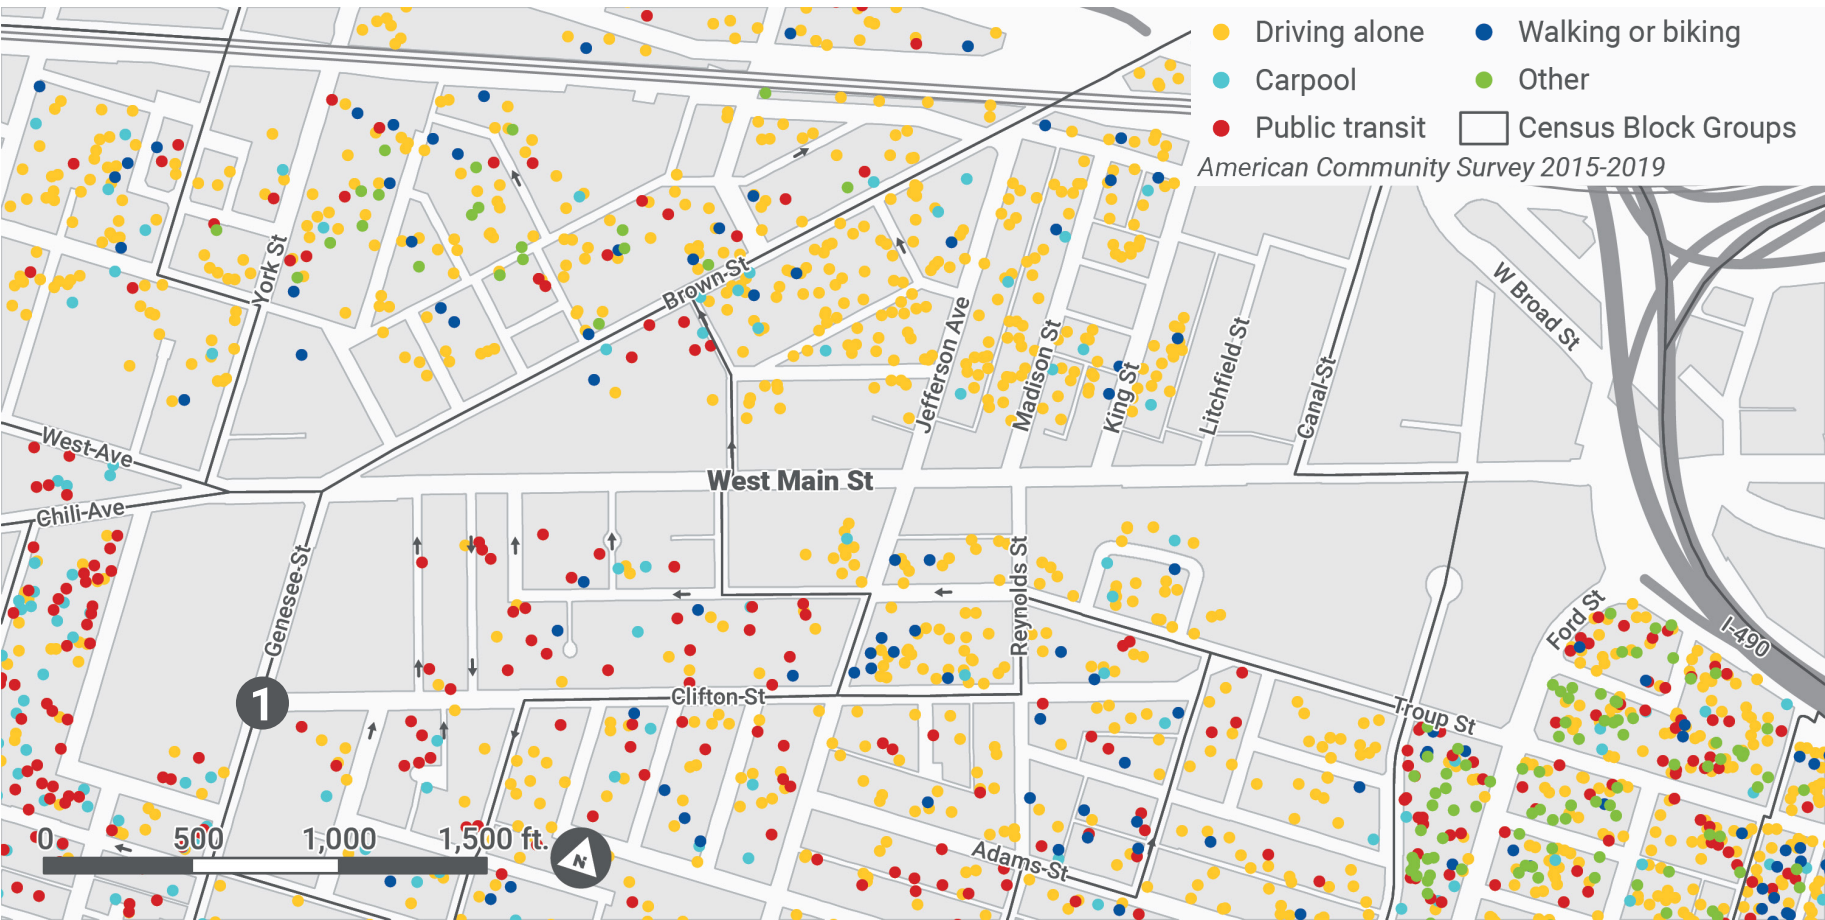 Driving alone
Walking or biking
Carpool
Other
Public transit
Census Block Groups
American Community Survey 2015-2019
York St
Brown St
W Broad St
Jefferson Ave
Madison St
King St
Litchfield St
Canal St
West Ave
West Main St
Chili Ave
Genesee St
Reynolds St
Ford St
I-490
1
Clifton St
Troup St
0 500 1,000 1,500 ft.
N
Adams St